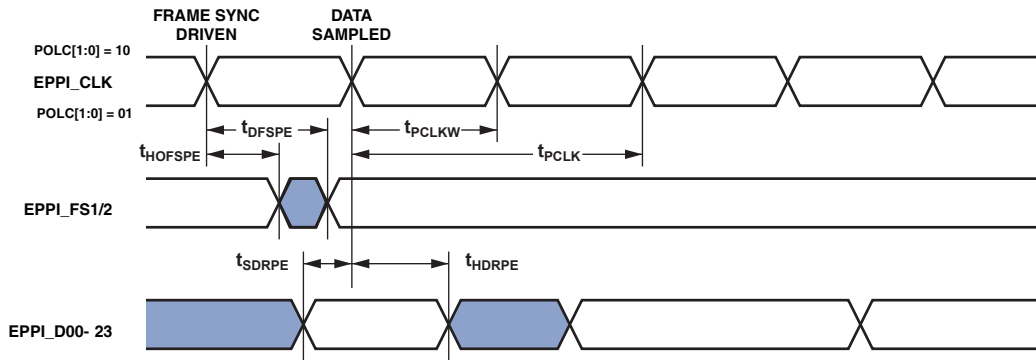 FRAME SYNC
DRIVEN
DATA
SAMPLED
POLC[1:0] = 10
EPPI_CLK
POLC[1:0] = 01
tDFSPE
tPCLKW
tHOFSPE
tPCLK
EPPI_FS1/2
tSDRPE
tHDRPE
EPPI_D00- 23